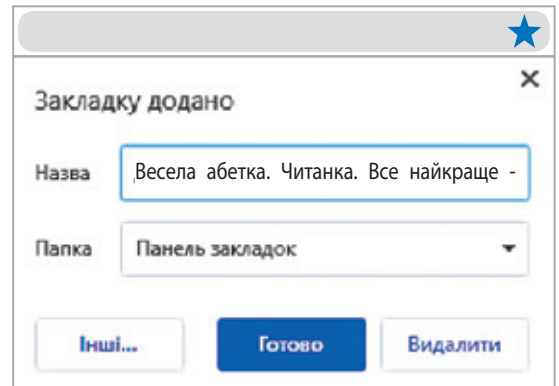 Закладку додано
Назва Весела абетка. Читанка. Все найкраще -
Папка Панель закладок
Інші... Готово Видалити